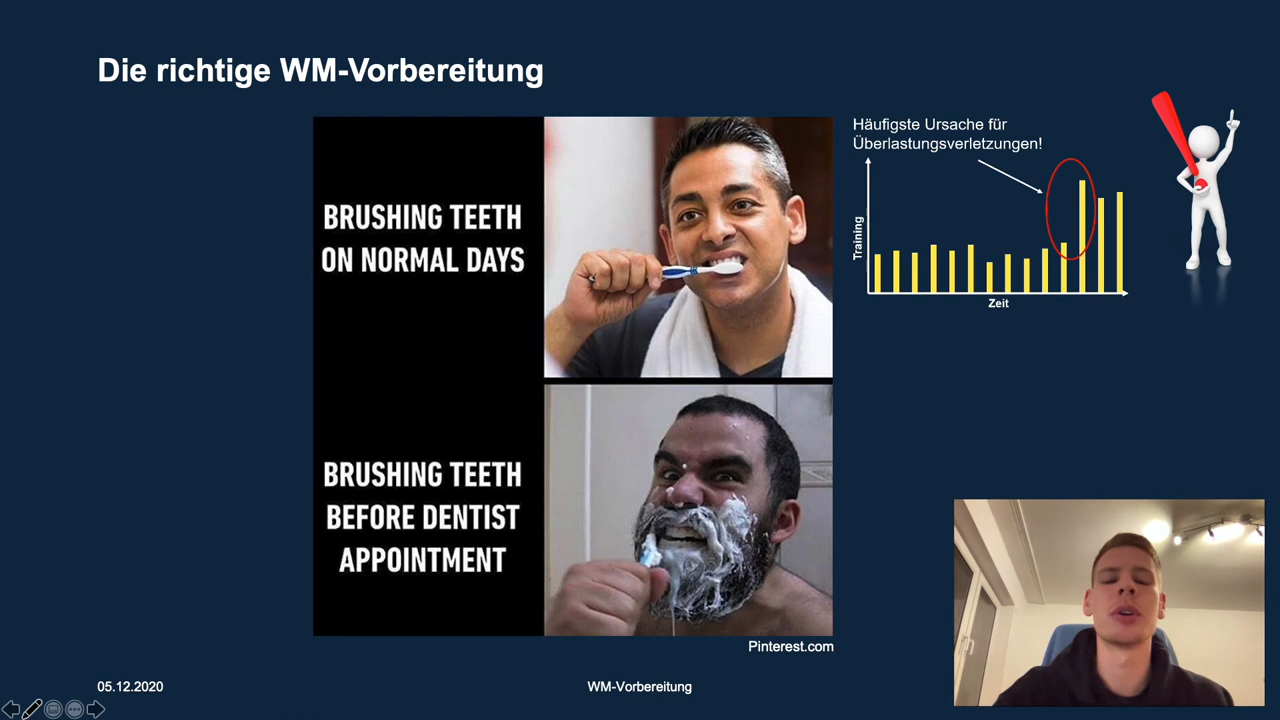 Die richtige WM-Vorbereitung
BRUSHING TEETH
ON NORMAL DAYS
BRUSHING TEETH
BEFORE DENTIST
APPOINTMENT
Pinterest.com
Häufigste Ursache für
Überlastungsverletzungen!
Training
Zeit
05.12.2020
WM-Vorbereitung